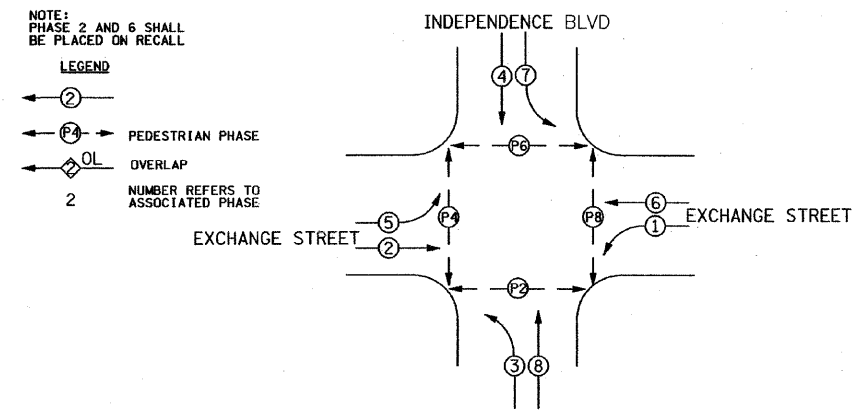 NOTE:
PHASE 2 AND 6 SHALL
BE PLACED ON RECALL
LEGEND
2
P4 PEDESTRIAN PHASE
2 OL OVERLAP
2 NUMBER REFERS TO
ASSOCIATED PHASE
INDEPENDENCE BLVD
4 7
P6
5
P4
P8
6
1
EXCHANGE STREET
EXCHANGE STREET
2
P2
3 8